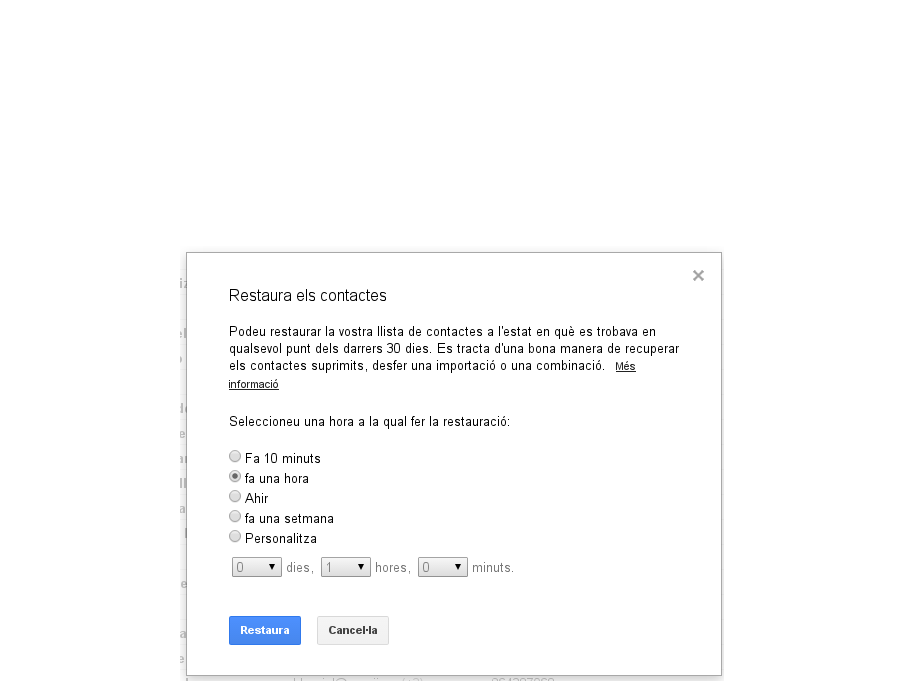 Restaura els contactes
Podeu restaurar la vostra llista de contactes a l'estat en què es trobava en
qualsevol punt dels darrers 30 dies. Es tracta d'una bona manera de recuperar
els contactes suprimits, desfer una importació o una combinació. Més
informació
Seleccioneu una hora a la qual fer la restauració:
Fa 10 minuts
fa una hora
Ahir
fa una setmana
Personalitza
0 dies, 1 hores, 0 minuts.
Restaura Cancel·la